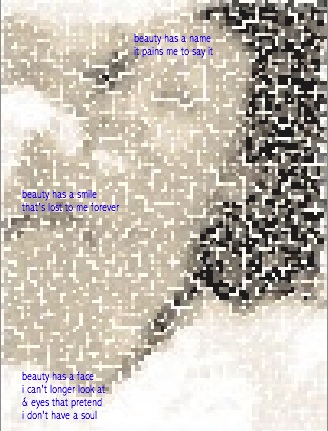 beauty has a name
it pains me to say it
beauty has a smile
that's lost to me forever
beauty has a face
i can't longer look at
& eyes that pretend
i don't have a soul